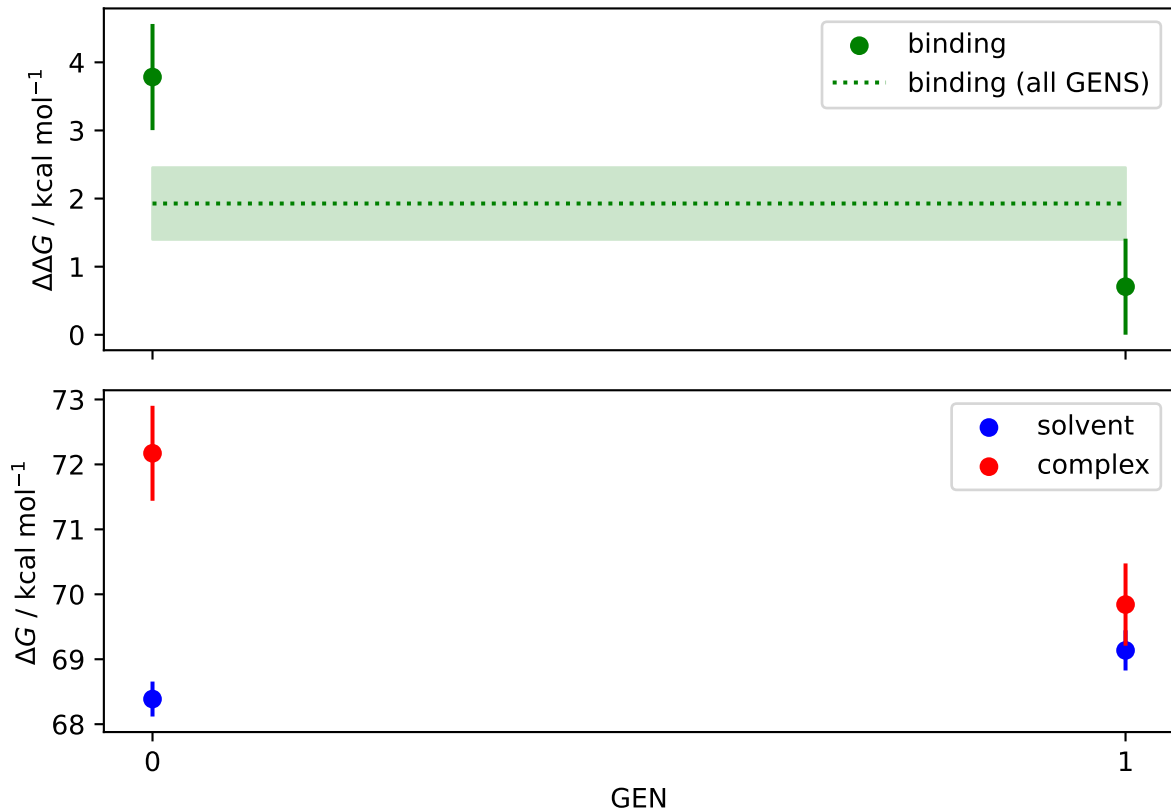 ΔΔG / kcal mol⁻¹
4
3
2
1
0
binding
binding (all GENS)
ΔG / kcal mol⁻¹
73
72
71
70
69
68
solvent
complex
0
1
GEN